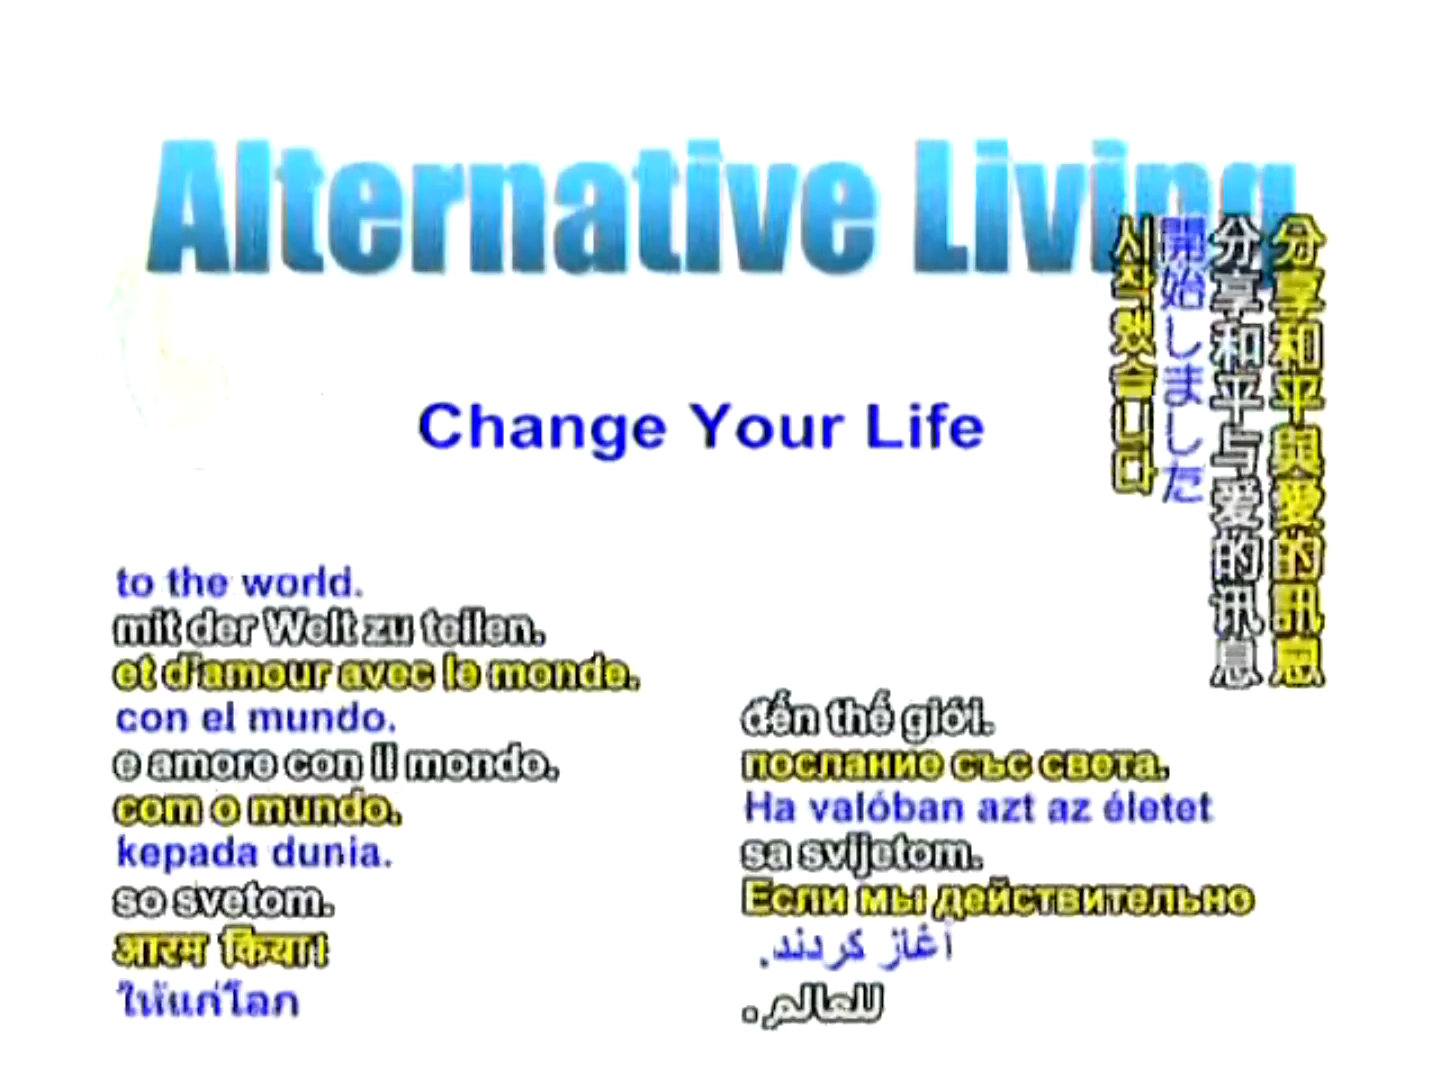 Alternative Living
Change Your Life
分享和平與愛的訊息
分享和平与爱的讯息
開始しました
시작했습니다
to the world.
mit der Welt zu teilen.
et d'amour avec le monde.
con el mundo.
e amore con il mondo.
com o mundo.
kepada dunia.
so svetom.
आरम किया।
ให้แก่โลก
đến thế giới.
послание със света.
Ha valóban azt az életet
sa svijetom.
Если мы действительно
آغاز کردند.
للعالم .